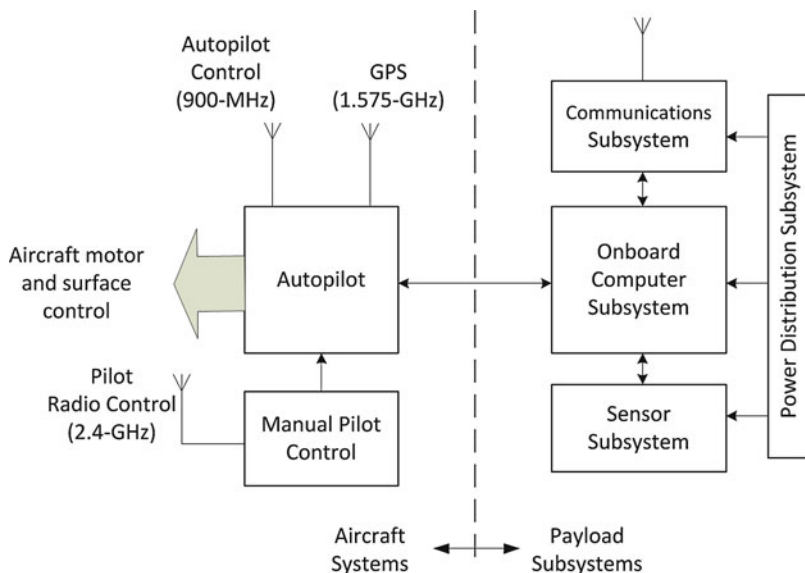 Autopilot
Control
(900-MHz)
GPS
(1.575-GHz)
Communications
Subsystem
Power Distribution Subsystem
Aircraft motor
and surface
control
Autopilot
Onboard
Computer
Subsystem
Pilot
Radio Control
(2.4-GHz)
Manual Pilot
Control
Sensor
Subsystem
Aircraft
Systems
Payload
Subsystems